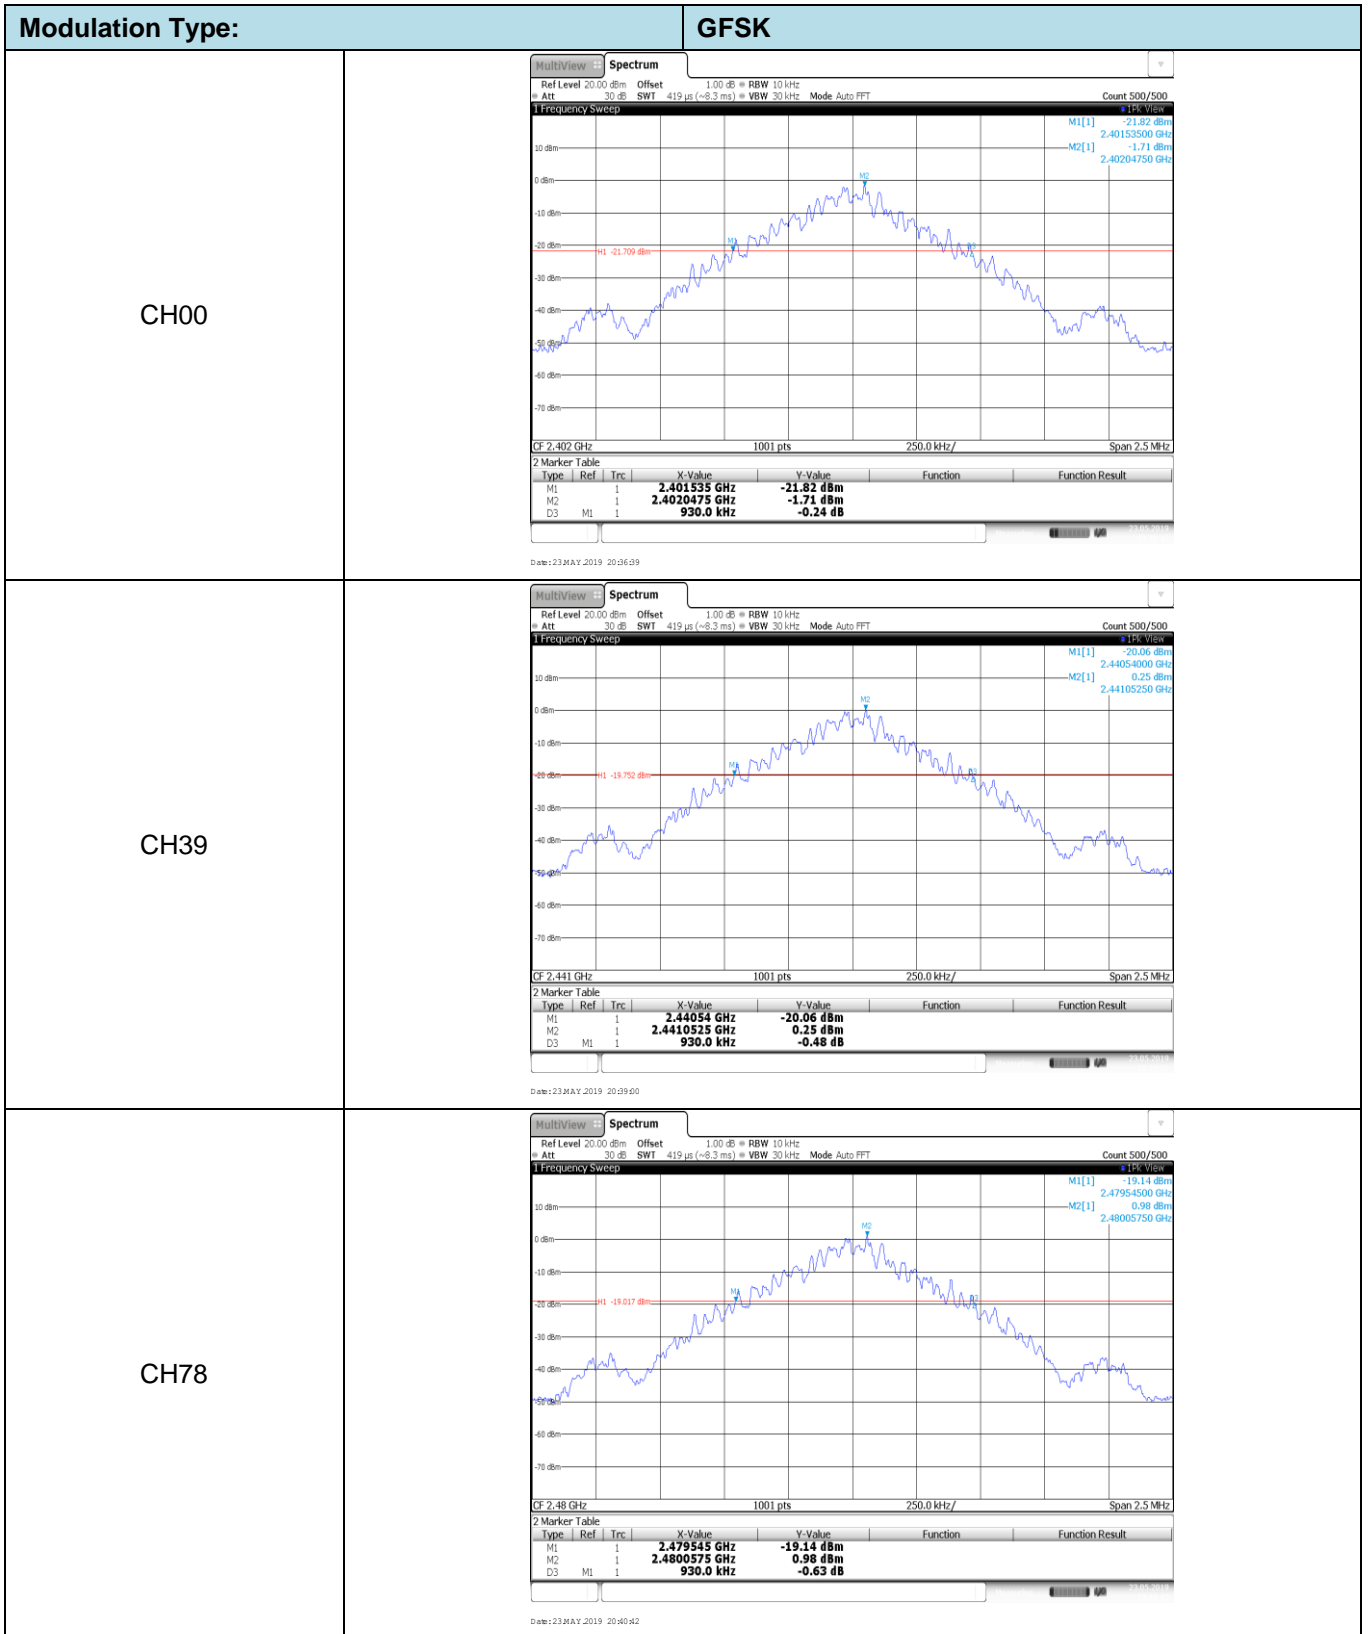 Modulation Type: GFSK
CH00
MultiView Spectrum
Ref Level 20.00 dBm Offset 1.00 dB RBW 10 kHz
Att 30 dB SWT 419 µs (~8.3 ms) VBW 30 kHz Mode Auto FFT Count 500/500
1 Frequency Sweep 1Pk View
M1[1] -21.82 dBm
2.40153500 GHz
M2[1] -1.71 dBm
2.40204750 GHz
10 dBm
M2
0 dBm
-10 dBm
M1 D3
-20 dBm
H1 -21.709 dBm
-30 dBm
-40 dBm
-50 dBm
-60 dBm
-70 dBm
CF 2.402 GHz 1001 pts 250.0 kHz/ Span 2.5 MHz
2 Marker Table
Type Ref Trc X-Value Y-Value Function Function Result
M1 1 2.401535 GHz -21.82 dBm
M2 1 2.4020475 GHz -1.71 dBm
D3 M1 1 930.0 kHz -0.24 dB
23.05.2019
Date: 23.MAY.2019 20:36:39
CH39
MultiView Spectrum
Ref Level 20.00 dBm Offset 1.00 dB RBW 10 kHz
Att 30 dB SWT 419 µs (~8.3 ms) VBW 30 kHz Mode Auto FFT Count 500/500
1 Frequency Sweep 1Pk View
M1[1] -20.06 dBm
2.44054000 GHz
M2[1] 0.25 dBm
2.44105250 GHz
10 dBm
M2
0 dBm
-10 dBm
M1 D3
-20 dBm H1 -19.752 dBm
-30 dBm
-40 dBm
-50 dBm
-60 dBm
-70 dBm
CF 2.441 GHz 1001 pts 250.0 kHz/ Span 2.5 MHz
2 Marker Table
Type Ref Trc X-Value Y-Value Function Function Result
M1 1 2.44054 GHz -20.06 dBm
M2 1 2.4410525 GHz 0.25 dBm
D3 M1 1 930.0 kHz -0.48 dB
23.05.2019
Date: 23.MAY.2019 20:39:00
CH78
MultiView Spectrum
Ref Level 20.00 dBm Offset 1.00 dB RBW 10 kHz
Att 30 dB SWT 419 µs (~8.3 ms) VBW 30 kHz Mode Auto FFT Count 500/500
1 Frequency Sweep 1Pk View
M1[1] -19.14 dBm
2.47954500 GHz
M2[1] 0.98 dBm
2.48005750 GHz
10 dBm
M2
0 dBm
-10 dBm
M1 D3
H1 -19.017 dBm
-20 dBm
-30 dBm
-40 dBm
-50 dBm
-60 dBm
-70 dBm
CF 2.48 GHz 1001 pts 250.0 kHz/ Span 2.5 MHz
2 Marker Table
Type Ref Trc X-Value Y-Value Function Function Result
M1 1 2.479545 GHz -19.14 dBm
M2 1 2.4800575 GHz 0.98 dBm
D3 M1 1 930.0 kHz -0.63 dB
23.05.2019
Date: 23.MAY.2019 20:40:42